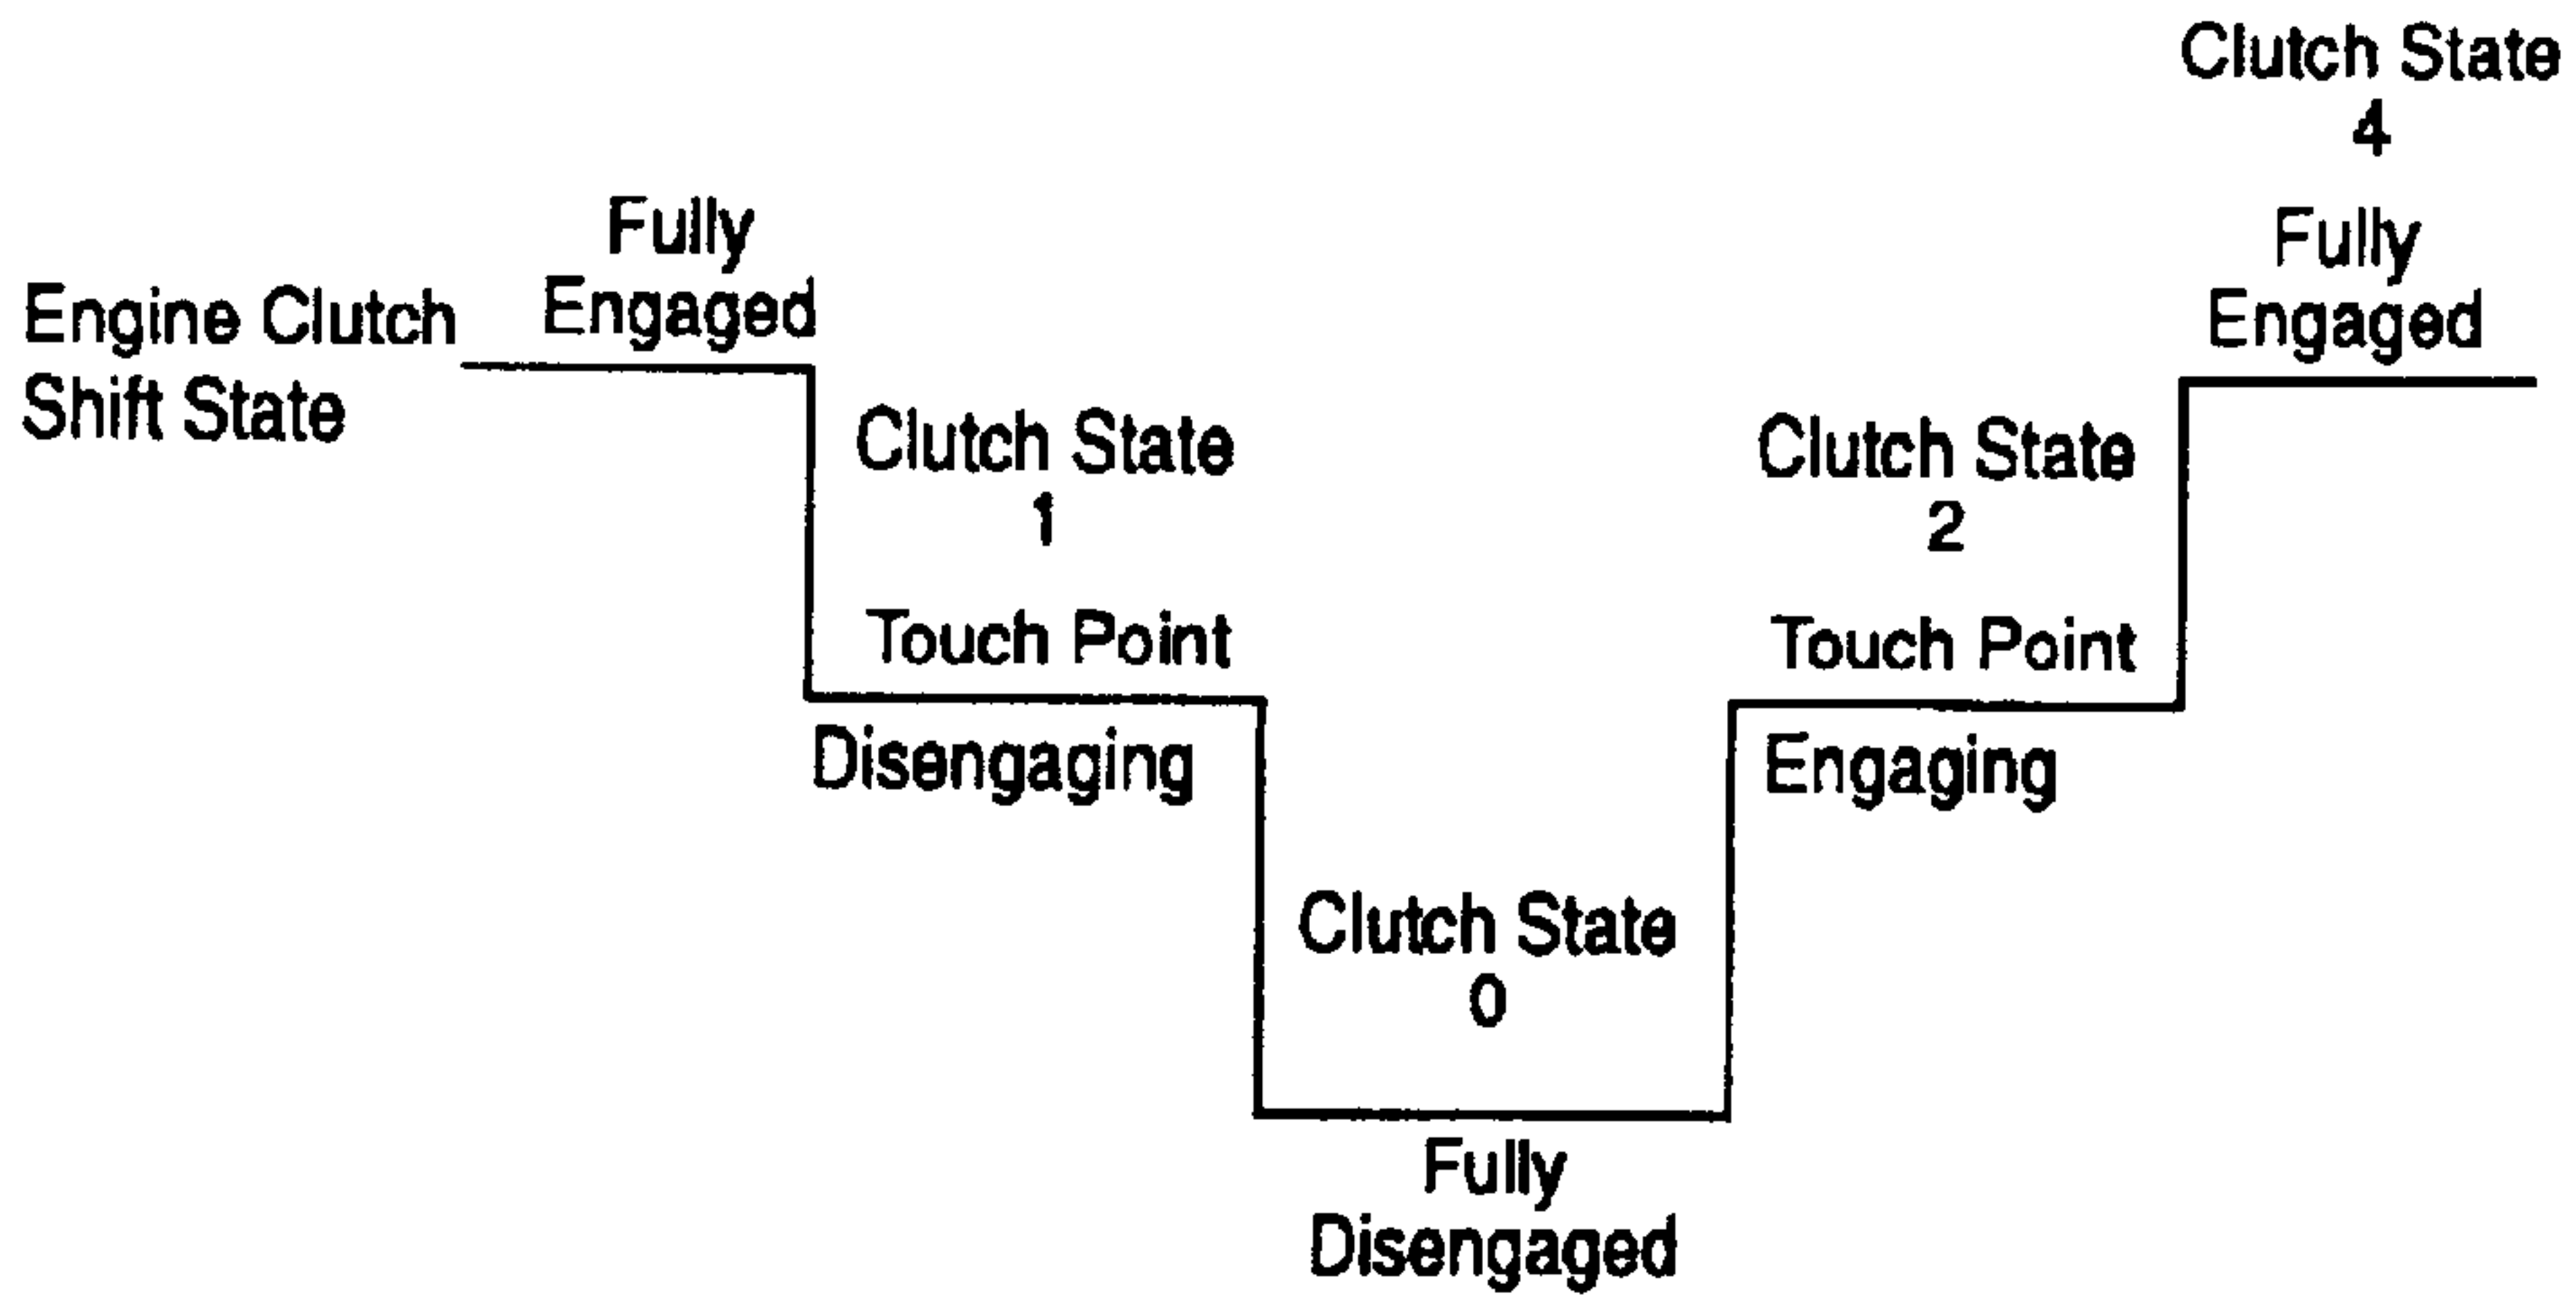 Clutch State
4
Fully
Engaged
Fully
Engaged
Engine Clutch
Shift State
Clutch State
1
Clutch State
2
Touch Point
Touch Point
Disengaging
Engaging
Clutch State
0
Fully
Disengaged